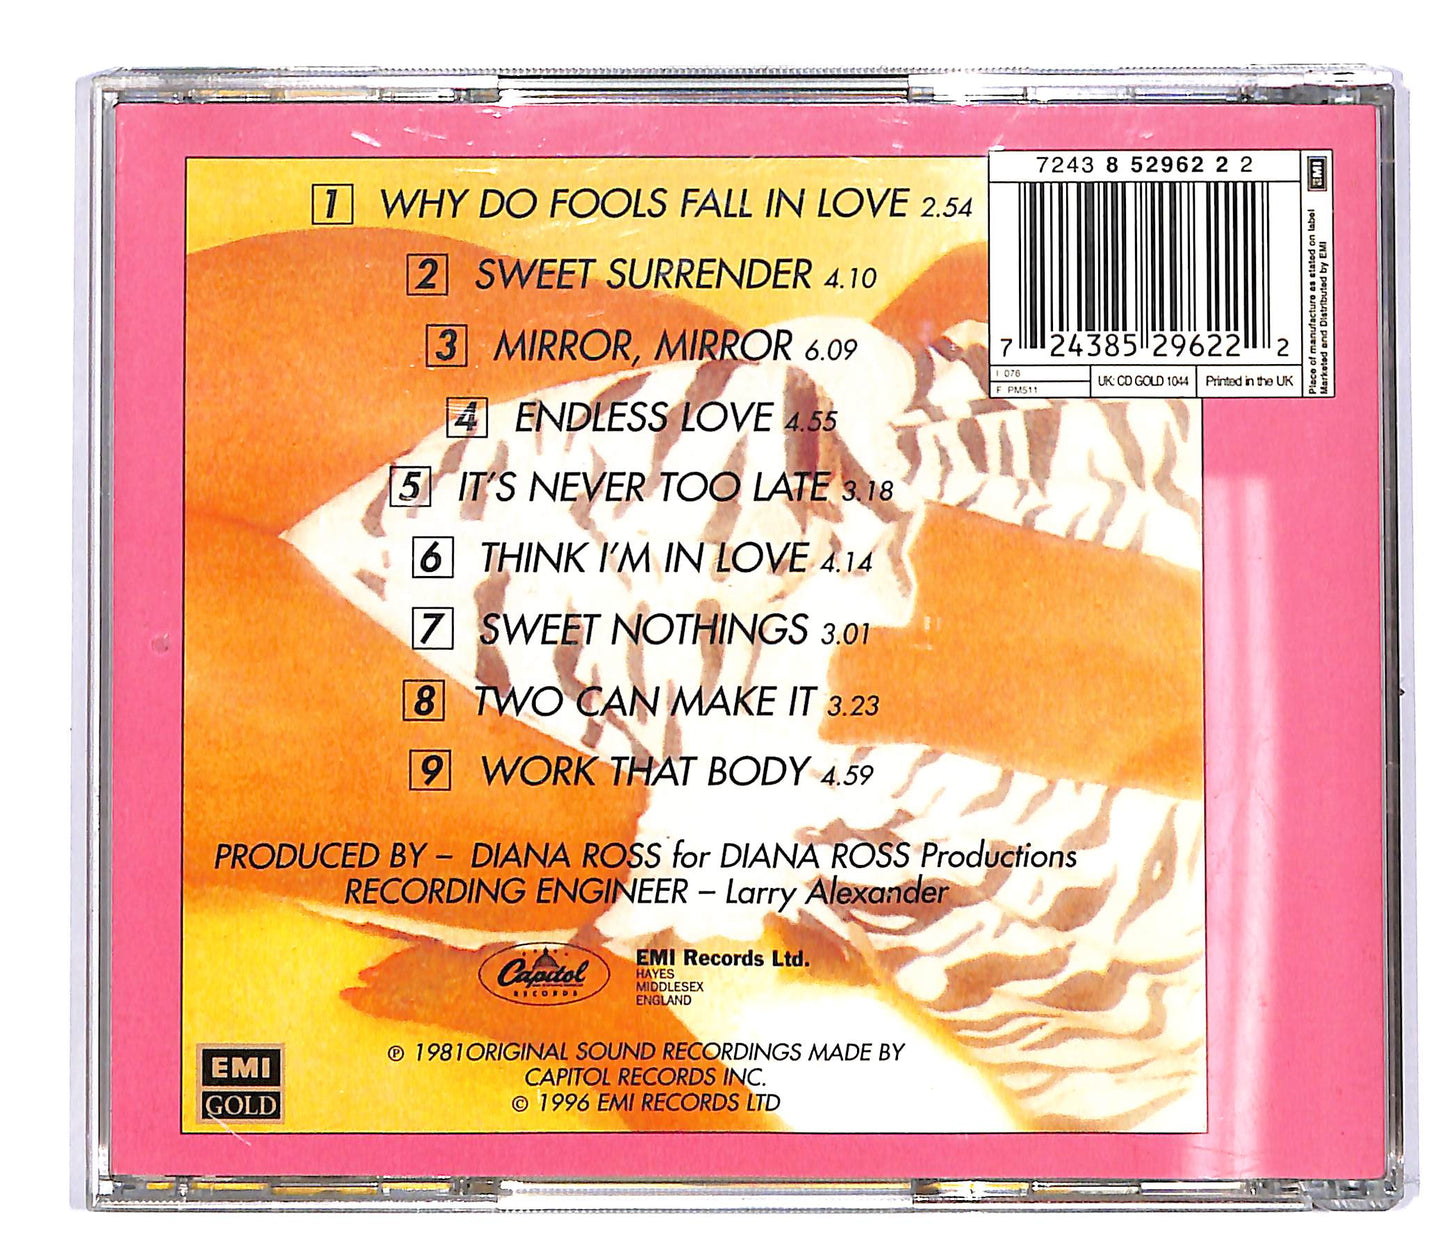 1 WHY DO FOOLS FALL IN LOVE 2.54
2 SWEET SURRENDER 4.10
3 MIRROR, MIRROR 6.09
4 ENDLESS LOVE 4.55
5 IT'S NEVER TOO LATE 3.18
6 THINK I'M IN LOVE 4.14
7 SWEET NOTHINGS 3.01
8 TWO CAN MAKE IT 3.23
9 WORK THAT BODY 4.59
PRODUCED BY – DIANA ROSS for DIANA ROSS Productions
RECORDING ENGINEER – Larry Alexander
Capitol
RECORDS
EMI Records Ltd.
HAYES
MIDDLESEX
ENGLAND
EMI
GOLD
℗ 1981ORIGINAL SOUND RECORDINGS MADE BY
CAPITOL RECORDS INC.
© 1996 EMI RECORDS LTD
7243 8 52962 2 2
7 24385 29622 2
I 076
F PM511
UK: CD GOLD 1044
Printed in the UK
EMI
Place of manufacture as stated on label
Marketed and Distributed by EMI